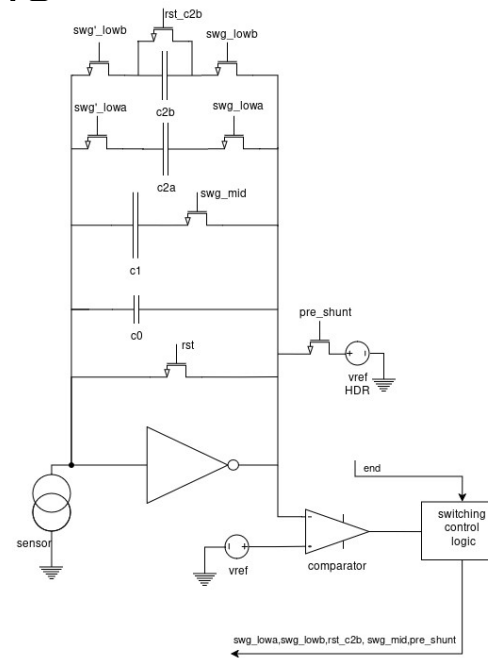 rst_c2b
swg'_lowb
swg_lowb
c2b
swg'_lowa
swg_lowa
c2a
swg_mid
c1
pre_shunt
c0
rst
vref
HDR
end
sensor
switching
control
logic
vref
comparator
swg_lowa,swg_lowb,rst_c2b, swg_mid,pre_shunt